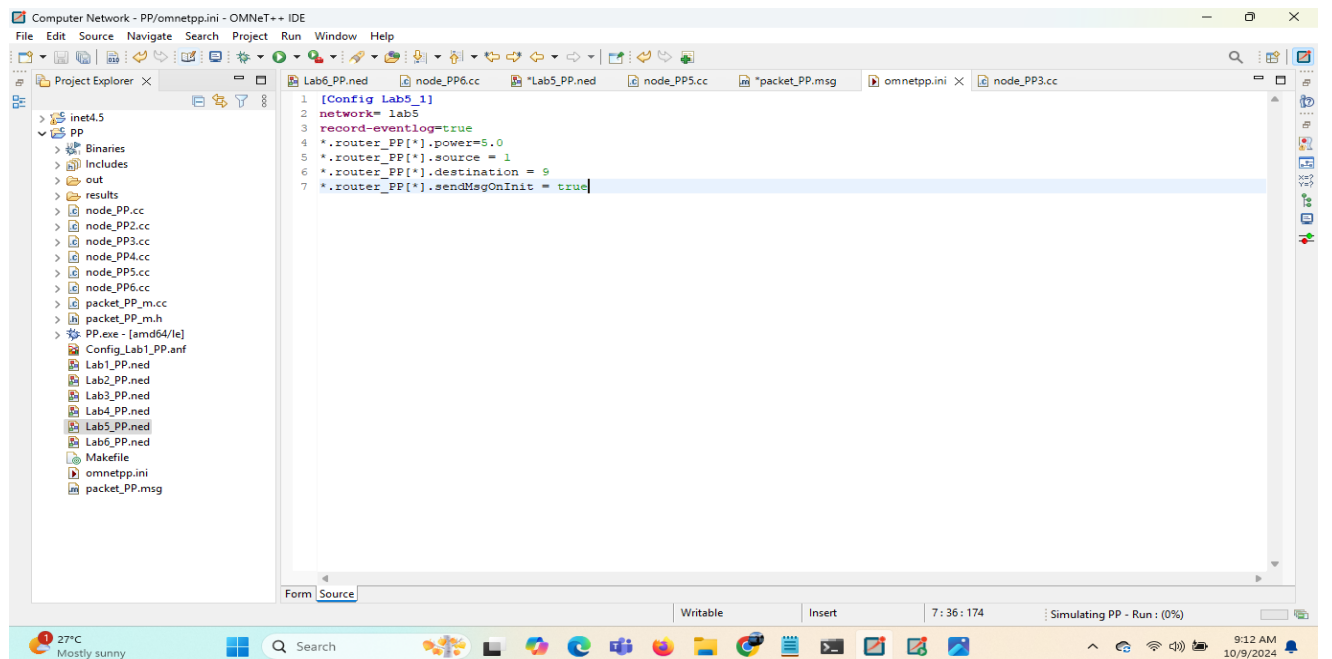 Computer Network - PP/omnetpp.ini - OMNeT++ IDE
File Edit Source Navigate Search Project Run Window Help
Project Explorer
Lab6_PP.ned node_PP6.cc *Lab5_PP.ned node_PP5.cc *packet_PP.msg omnetpp.ini node_PP3.cc
inet4.5
PP
Binaries
Includes
out
results
node_PP.cc
node_PP2.cc
node_PP3.cc
node_PP4.cc
node_PP5.cc
node_PP6.cc
packet_PP_m.cc
packet_PP_m.h
PP.exe - [amd64/le]
Config_Lab1_PP.anf
Lab1_PP.ned
Lab2_PP.ned
Lab3_PP.ned
Lab4_PP.ned
Lab5_PP.ned
Lab6_PP.ned
Makefile
omnetpp.ini
packet_PP.msg
1 [Config Lab5_1]
2 network= lab5
3 record-eventlog=true
4 *.router_PP[*].power=5.0
5 *.router_PP[*].source = 1
6 *.router_PP[*].destination = 9
7 *.router_PP[*].sendMsgOnInit = true
Form Source
Writable Insert 7 : 36 : 174 Simulating PP - Run : (0%)
1 27°C
Mostly sunny
Search
9:12 AM
10/9/2024